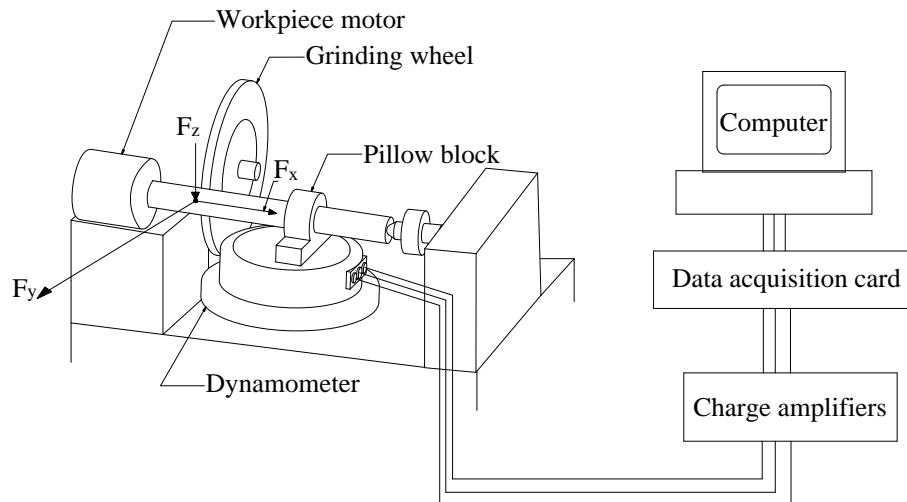 Workpiece motor
Grinding wheel
Fz
Fx
Pillow block
Computer
Fy
Data acquisition card
Dynamometer
Charge amplifiers